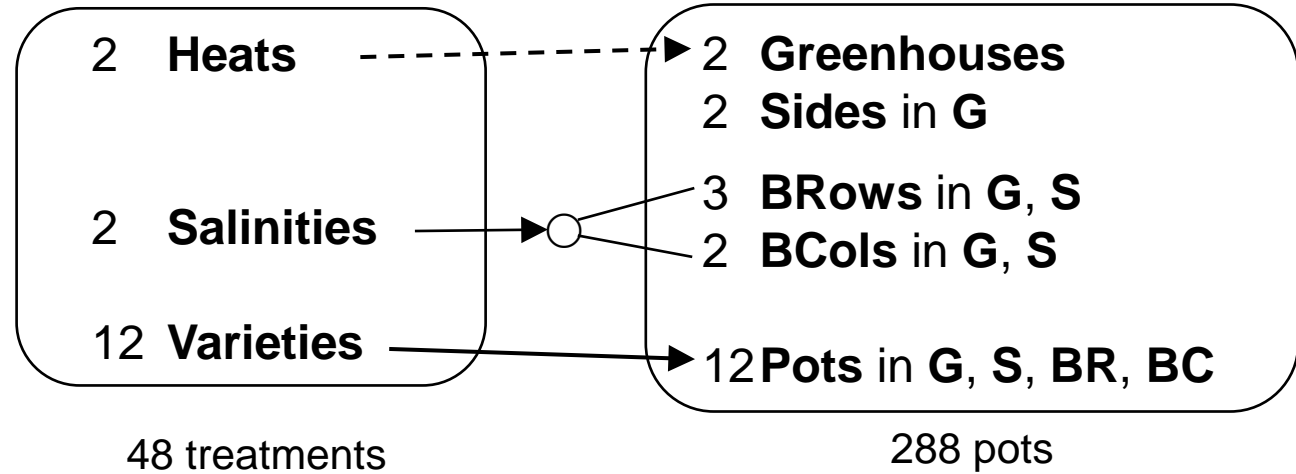 2 Heats
2 Salinities
12 Varieties
48 treatments
2 Greenhouses
2 Sides in G
3 BRows in G, S
2 BCols in G, S
12 Pots in G, S, BR, BC
288 pots